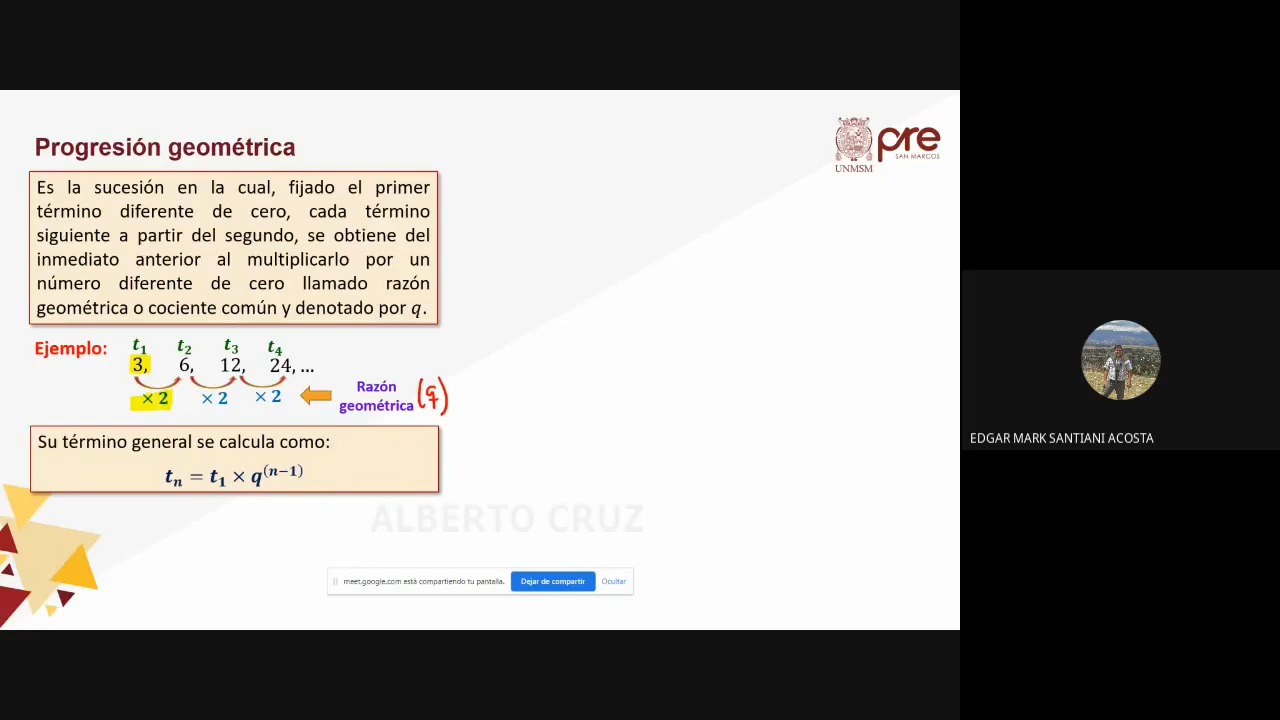 Progresión geométrica
UNMSM
pre
SAN MARCOS
Es la sucesión en la cual, fijado el primer
término diferente de cero, cada término
siguiente a partir del segundo, se obtiene del
inmediato anterior al multiplicarlo por un
número diferente de cero llamado razón
geométrica o cociente común y denotado por q.
t₁ t₂ t₃ t₄
Ejemplo: 3, 6, 12, 24, ...
× 2 × 2 × 2
Razón
geométrica (q)
Su término general se calcula como:
tₙ = t₁ × q⁽ⁿ⁻¹⁾
ALBERTO CRUZ
meet.google.com está compartiendo tu pantalla. Dejar de compartir Ocultar
EDGAR MARK SANTIANI ACOSTA